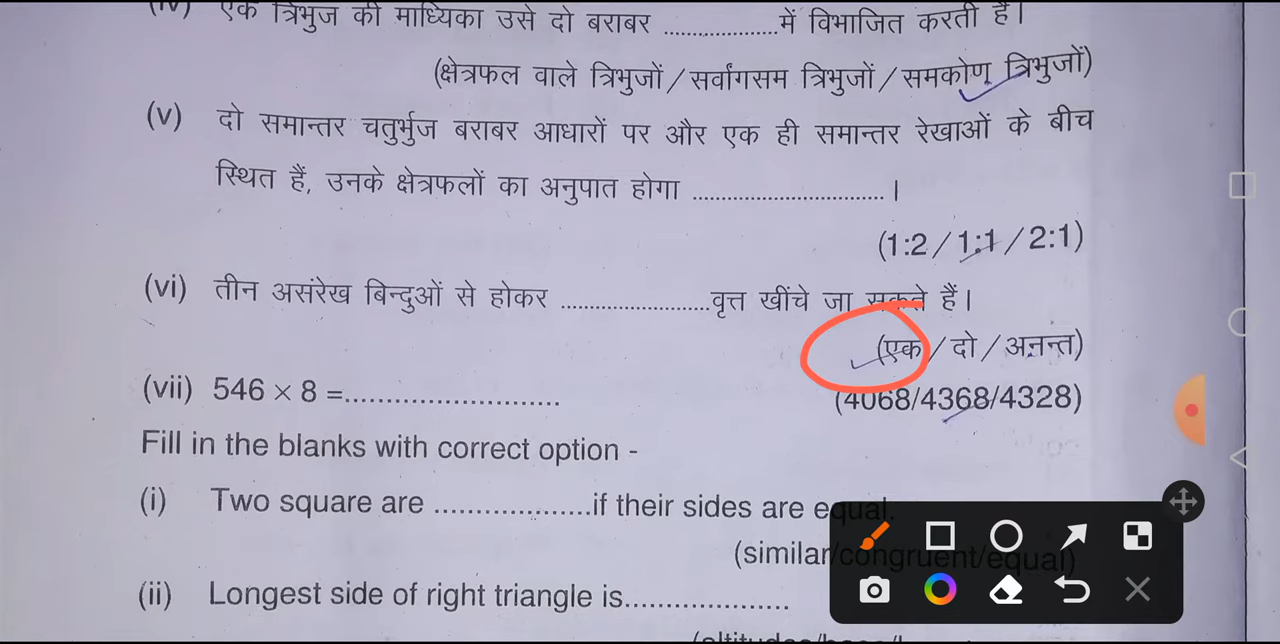 (iv) एक त्रिभुज की माध्यिका उसे दो बराबर ................... में विभाजित करती है।
(क्षेत्रफल वाले त्रिभुजों / सर्वांगसम त्रिभुजों / समकोण त्रिभुजों)
(v) दो समान्तर चतुर्भुज बराबर आधारों पर और एक ही समान्तर रेखाओं के बीच
स्थित हैं, उनके क्षेत्रफलों का अनुपात होगा ................................ ।
(1:2 / 1:1 / 2:1)
(vi) तीन असंरेख बिन्दुओं से होकर ........................ वृत्त खींचे जा सकते हैं।
(एक / दो / अनन्त)
(vii) 546 × 8 =............................
(4068/4368/4328)
Fill in the blanks with correct option -
(i) Two square are ....................if their sides are equal.
(similar/congruent/equal)
(ii) Longest side of right triangle is.....................